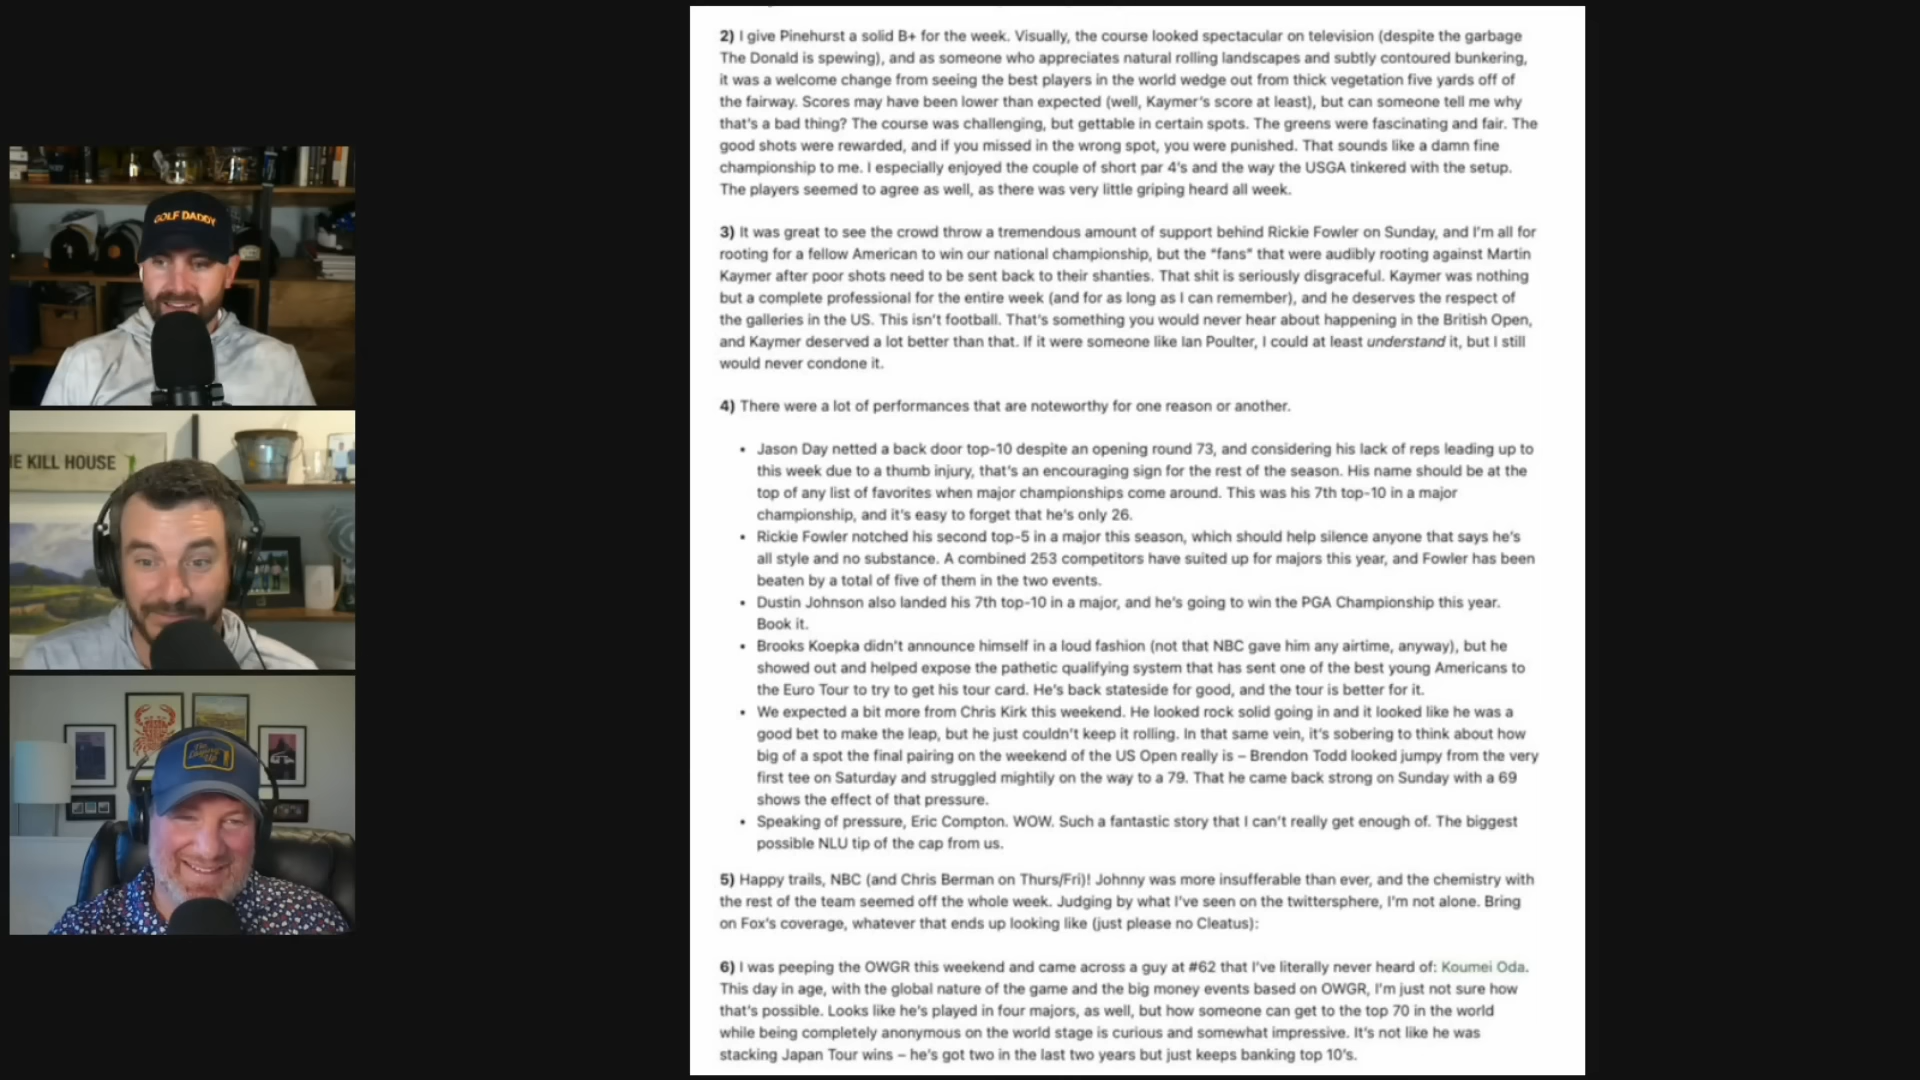 GOLF DADDY
E KILL HOUSE
2) I give Pinehurst a solid B+ for the week. Visually, the course looked spectacular on television (despite the garbage
The Donald is spewing), and as someone who appreciates natural rolling landscapes and subtly contoured bunkering,
it was a welcome change from seeing the best players in the world wedge out from thick vegetation five yards off of
the fairway. Scores may have been lower than expected (well, Kaymer's score at least), but can someone tell me why
that's a bad thing? The course was challenging, but gettable in certain spots. The greens were fascinating and fair. The
good shots were rewarded, and if you missed in the wrong spot, you were punished. That sounds like a damn fine
championship to me. I especially enjoyed the couple of short par 4's and the way the USGA tinkered with the setup.
The players seemed to agree as well, as there was very little griping heard all week.
3) It was great to see the crowd throw a tremendous amount of support behind Rickie Fowler on Sunday, and I'm all for
rooting for a fellow American to win our national championship, but the "fans" that were audibly rooting against Martin
Kaymer after poor shots need to be sent back to their shanties. That shit is seriously disgraceful. Kaymer was nothing
but a complete professional for the entire week (and for as long as I can remember), and he deserves the respect of
the galleries in the US. This isn't football. That's something you would never hear about happening in the British Open,
and Kaymer deserved a lot better than that. If it were someone like Ian Poulter, I could at least understand it, but I still
would never condone it.
4) There were a lot of performances that are noteworthy for one reason or another.
• Jason Day netted a back door top-10 despite an opening round 73, and considering his lack of reps leading up to
this week due to a thumb injury, that's an encouraging sign for the rest of the season. His name should be at the
top of any list of favorites when major championships come around. This was his 7th top-10 in a major
championship, and it's easy to forget that he's only 26.
• Rickie Fowler notched his second top-5 in a major this season, which should help silence anyone that says he's
all style and no substance. A combined 253 competitors have suited up for majors this year, and Fowler has been
beaten by a total of five of them in the two events.
• Dustin Johnson also landed his 7th top-10 in a major, and he's going to win the PGA Championship this year.
Book it.
• Brooks Koepka didn't announce himself in a loud fashion (not that NBC gave him any airtime, anyway), but he
showed out and helped expose the pathetic qualifying system that has sent one of the best young Americans to
the Euro Tour to try to get his tour card. He's back stateside for good, and the tour is better for it.
• We expected a bit more from Chris Kirk this weekend. He looked rock solid going in and it looked like he was a
good bet to make the leap, but he just couldn't keep it rolling. In that same vein, it's sobering to think about how
big of a spot the final pairing on the weekend of the US Open really is – Brendon Todd looked jumpy from the very
first tee on Saturday and struggled mightily on the way to a 79. That he came back strong on Sunday with a 69
shows the effect of that pressure.
• Speaking of pressure, Eric Compton. WOW. Such a fantastic story that I can't really get enough of. The biggest
possible NLU tip of the cap from us.
5) Happy trails, NBC (and Chris Berman on Thurs/Fri)! Johnny was more insufferable than ever, and the chemistry with
the rest of the team seemed off the whole week. Judging by what I've seen on the twittersphere, I'm not alone. Bring
on Fox's coverage, whatever that ends up looking like (just please no Cleatus):
6) I was peeping the OWGR this weekend and came across a guy at #62 that I've literally never heard of: Koumei Oda.
This day in age, with the global nature of the game and the big money events based on OWGR, I'm just not sure how
that's possible. Looks like he's played in four majors, as well, but how someone can get to the top 70 in the world
while being completely anonymous on the world stage is curious and somewhat impressive. It's not like he was
stacking Japan Tour wins – he's got two in the last two years but just keeps banking top 10's.